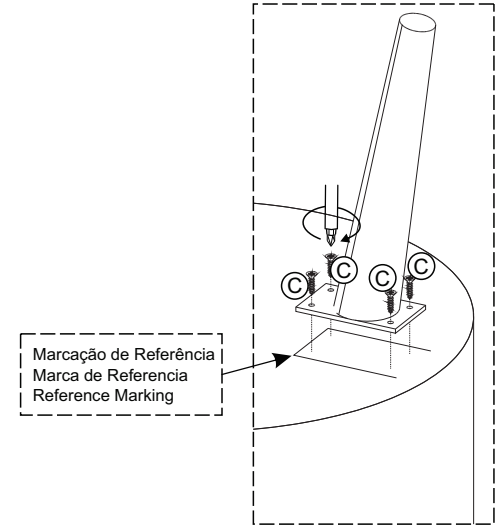 C
C
C
C
Marcação de Referência
Marca de Referencia
Reference Marking